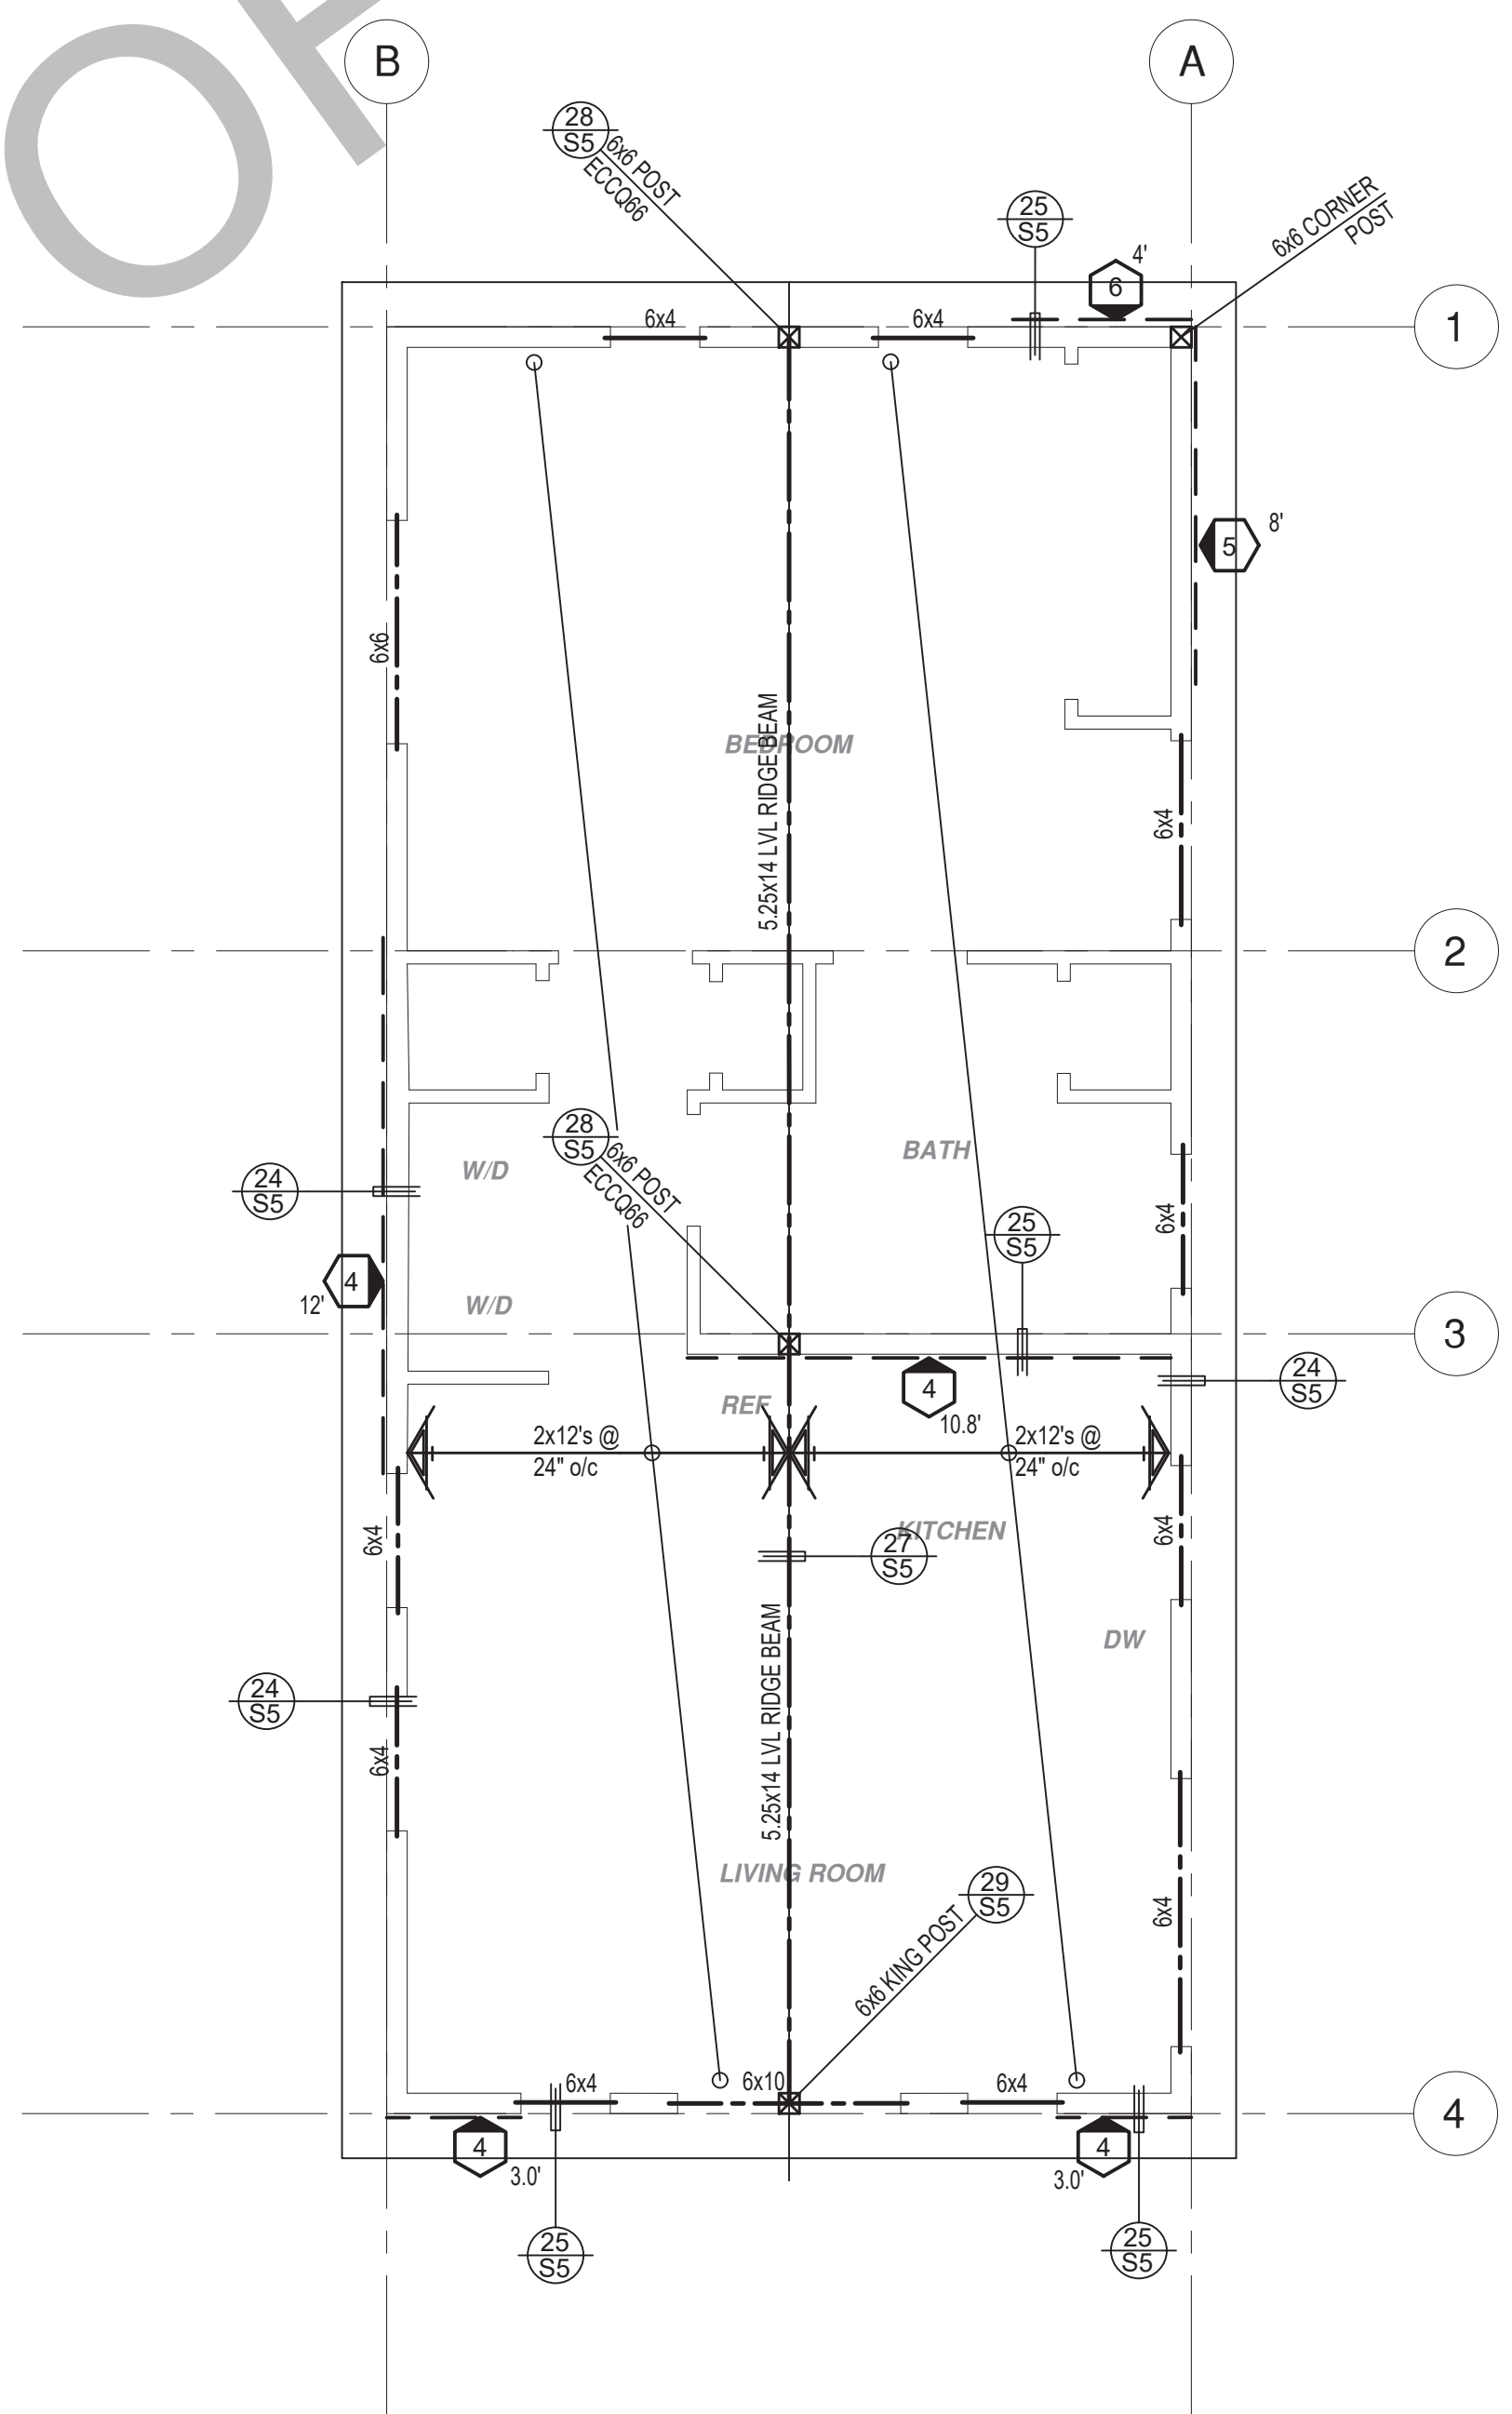 B
A
28
S5
6x6 POST
ECCQ66
25
S5
4'
6
6x6 CORNER
POST
6x4
6x4
1
5
8'
6x6
BEDROOM
5.25x14 LVL RIDGE BEAM
6x4
2
28
S5
6x6 POST
ECCQ66
BATH
W/D
24
S5
25
S5
6x4
4
12'
W/D
3
24
S5
REF
4
10.8'
2x12's @
24" o/c
2x12's @
24" o/c
6x4
6x4
KITCHEN
27
S5
DW
24
S5
6x4
5.25x14 LVL RIDGE BEAM
LIVING ROOM
29
S5
6x6 KING POST
6x4
6x4
6x10
6x4
4
4
3.0'
4
3.0'
25
S5
25
S5